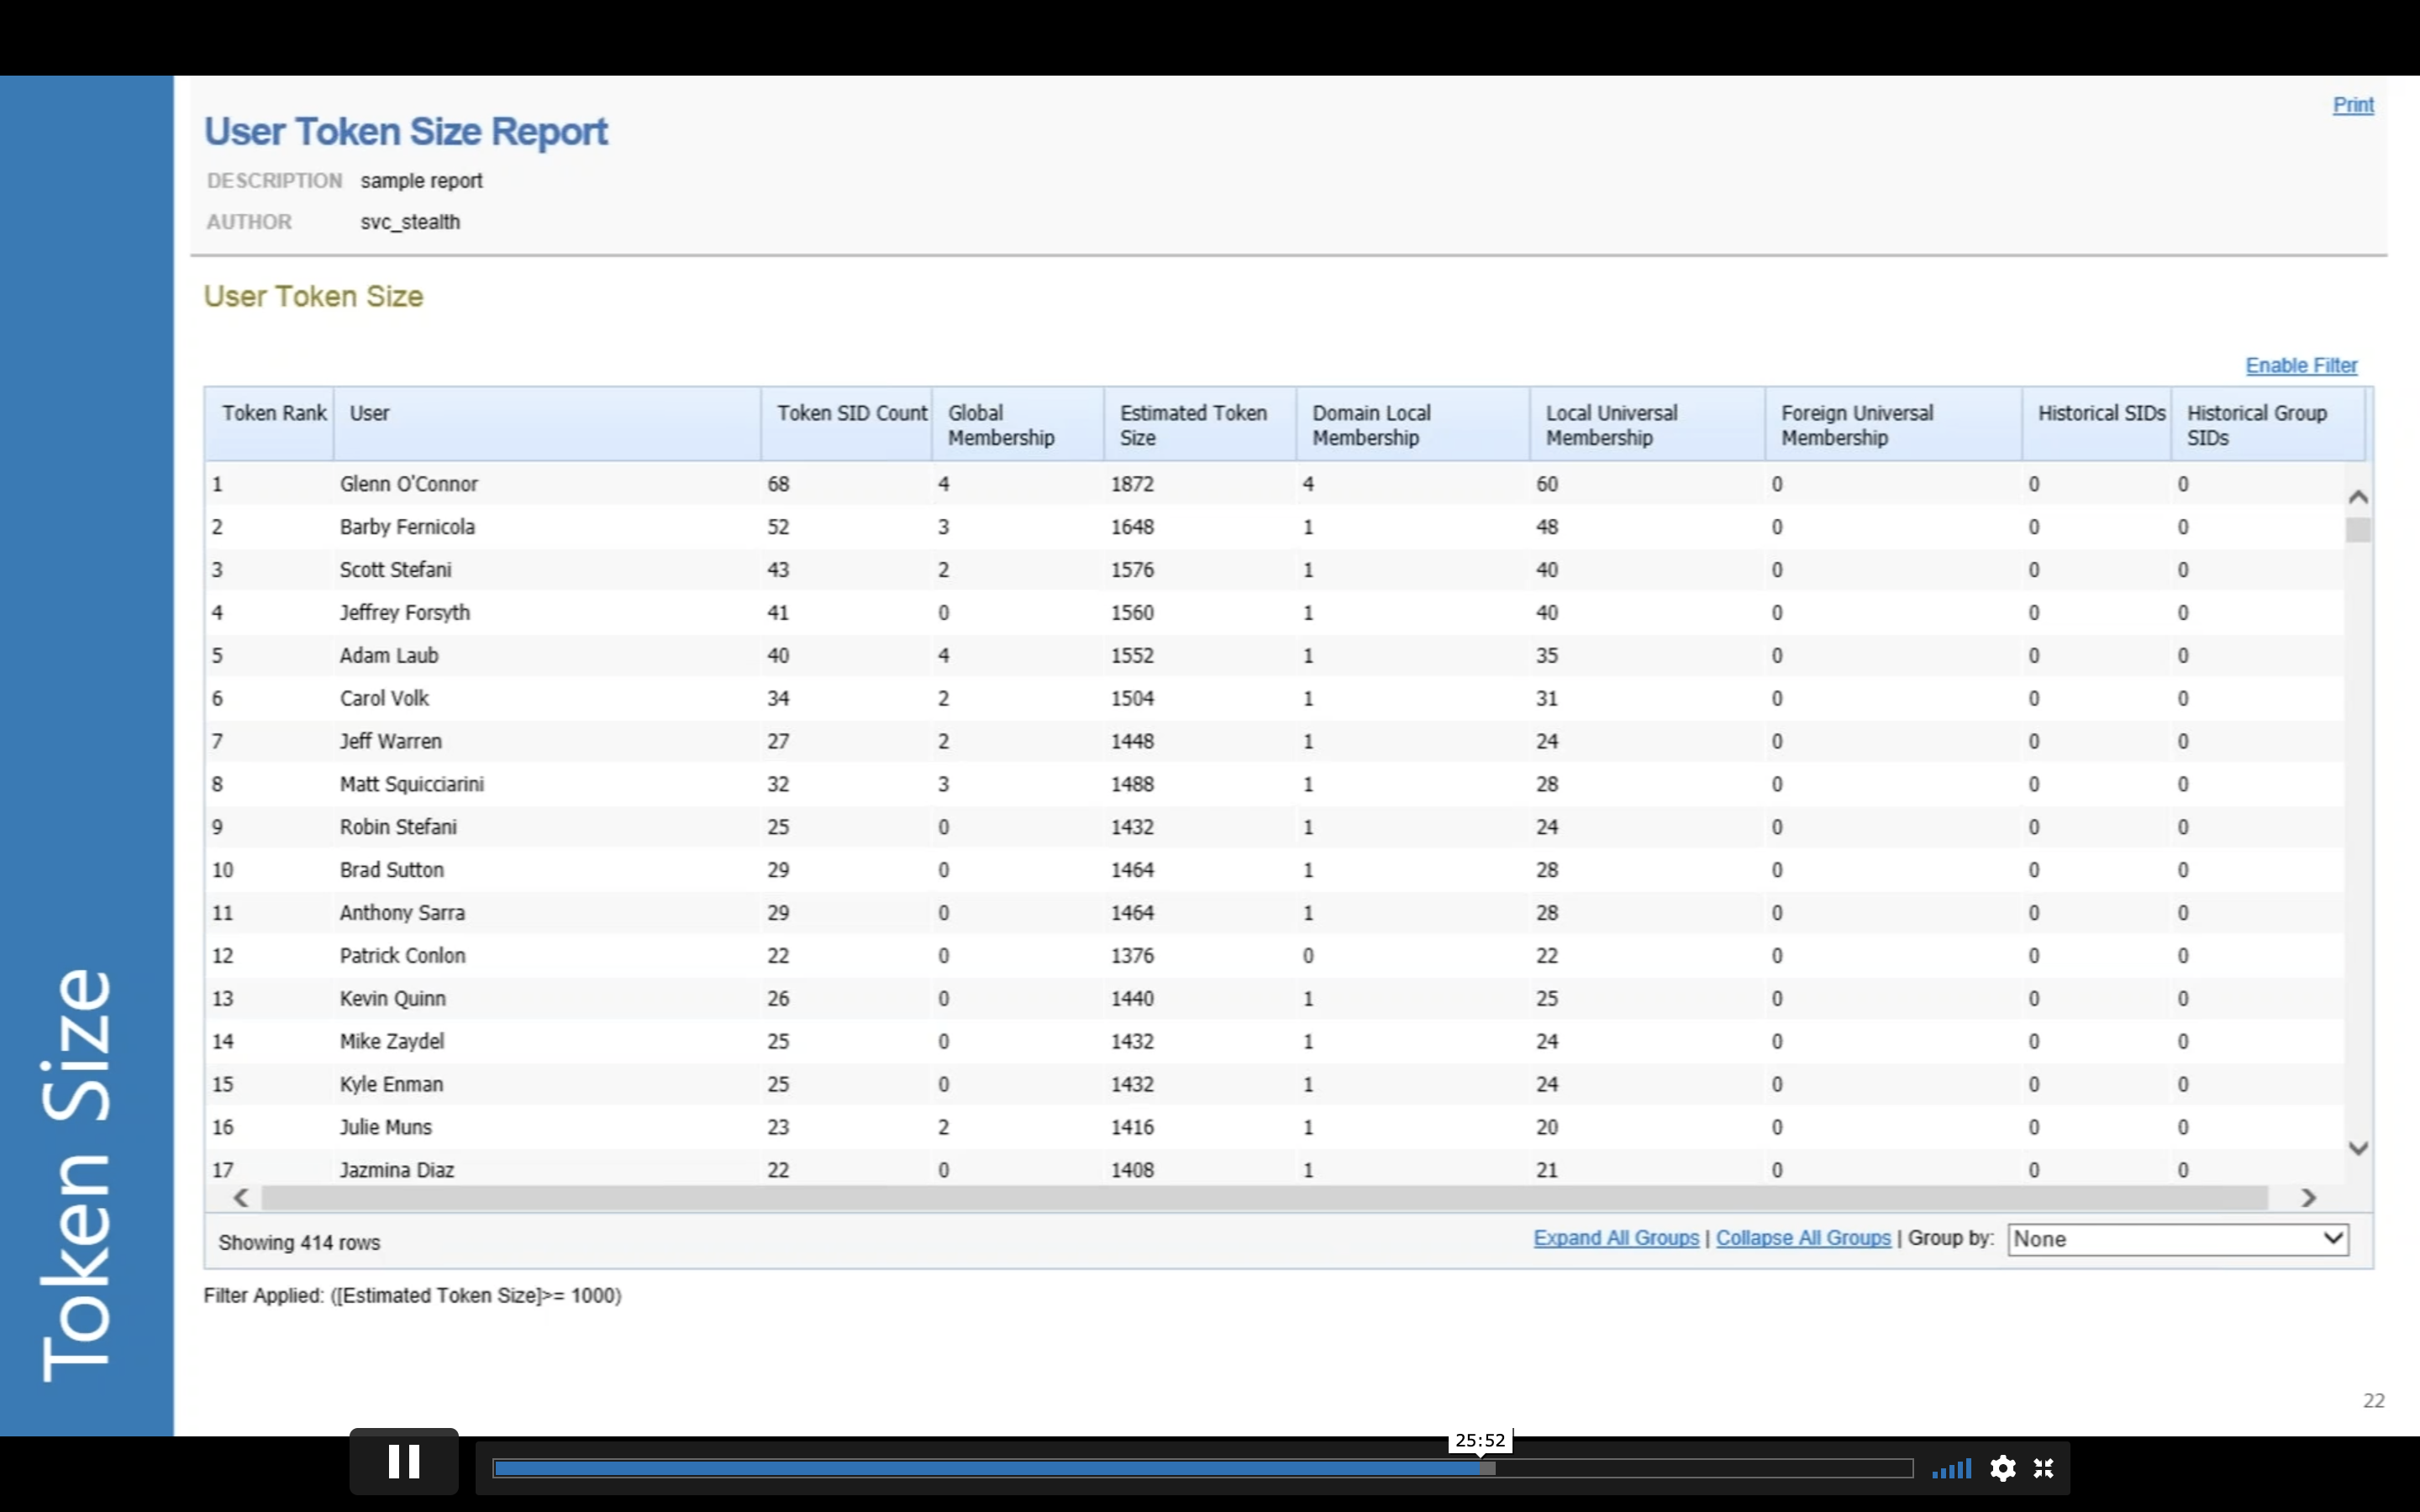 Print
User Token Size Report
DESCRIPTION sample report
AUTHOR svc_stealth
User Token Size
Enable Filter
Token Rank User Token SID Count Global Membership Estimated Token Size Domain Local Membership Local Universal Membership Foreign Universal Membership Historical SIDs Historical Group SIDs
1 Glenn O'Connor 68 4 1872 4 60 0 0 0
2 Barby Fernicola 52 3 1648 1 48 0 0 0
3 Scott Stefani 43 2 1576 1 40 0 0 0
4 Jeffrey Forsyth 41 0 1560 1 40 0 0 0
5 Adam Laub 40 4 1552 1 35 0 0 0
6 Carol Volk 34 2 1504 1 31 0 0 0
7 Jeff Warren 27 2 1448 1 24 0 0 0
8 Matt Squicciarini 32 3 1488 1 28 0 0 0
9 Robin Stefani 25 0 1432 1 24 0 0 0
10 Brad Sutton 29 0 1464 1 28 0 0 0
11 Anthony Sarra 29 0 1464 1 28 0 0 0
12 Patrick Conlon 22 0 1376 0 22 0 0 0
13 Kevin Quinn 26 0 1440 1 25 0 0 0
14 Mike Zaydel 25 0 1432 1 24 0 0 0
15 Kyle Enman 25 0 1432 1 24 0 0 0
16 Julie Muns 23 2 1416 1 20 0 0 0
17 Jazmina Diaz 22 0 1408 1 21 0 0 0
Showing 414 rows Expand All Groups | Collapse All Groups | Group by: None
Filter Applied: ([Estimated Token Size]>= 1000)
Token Size
22
25:52